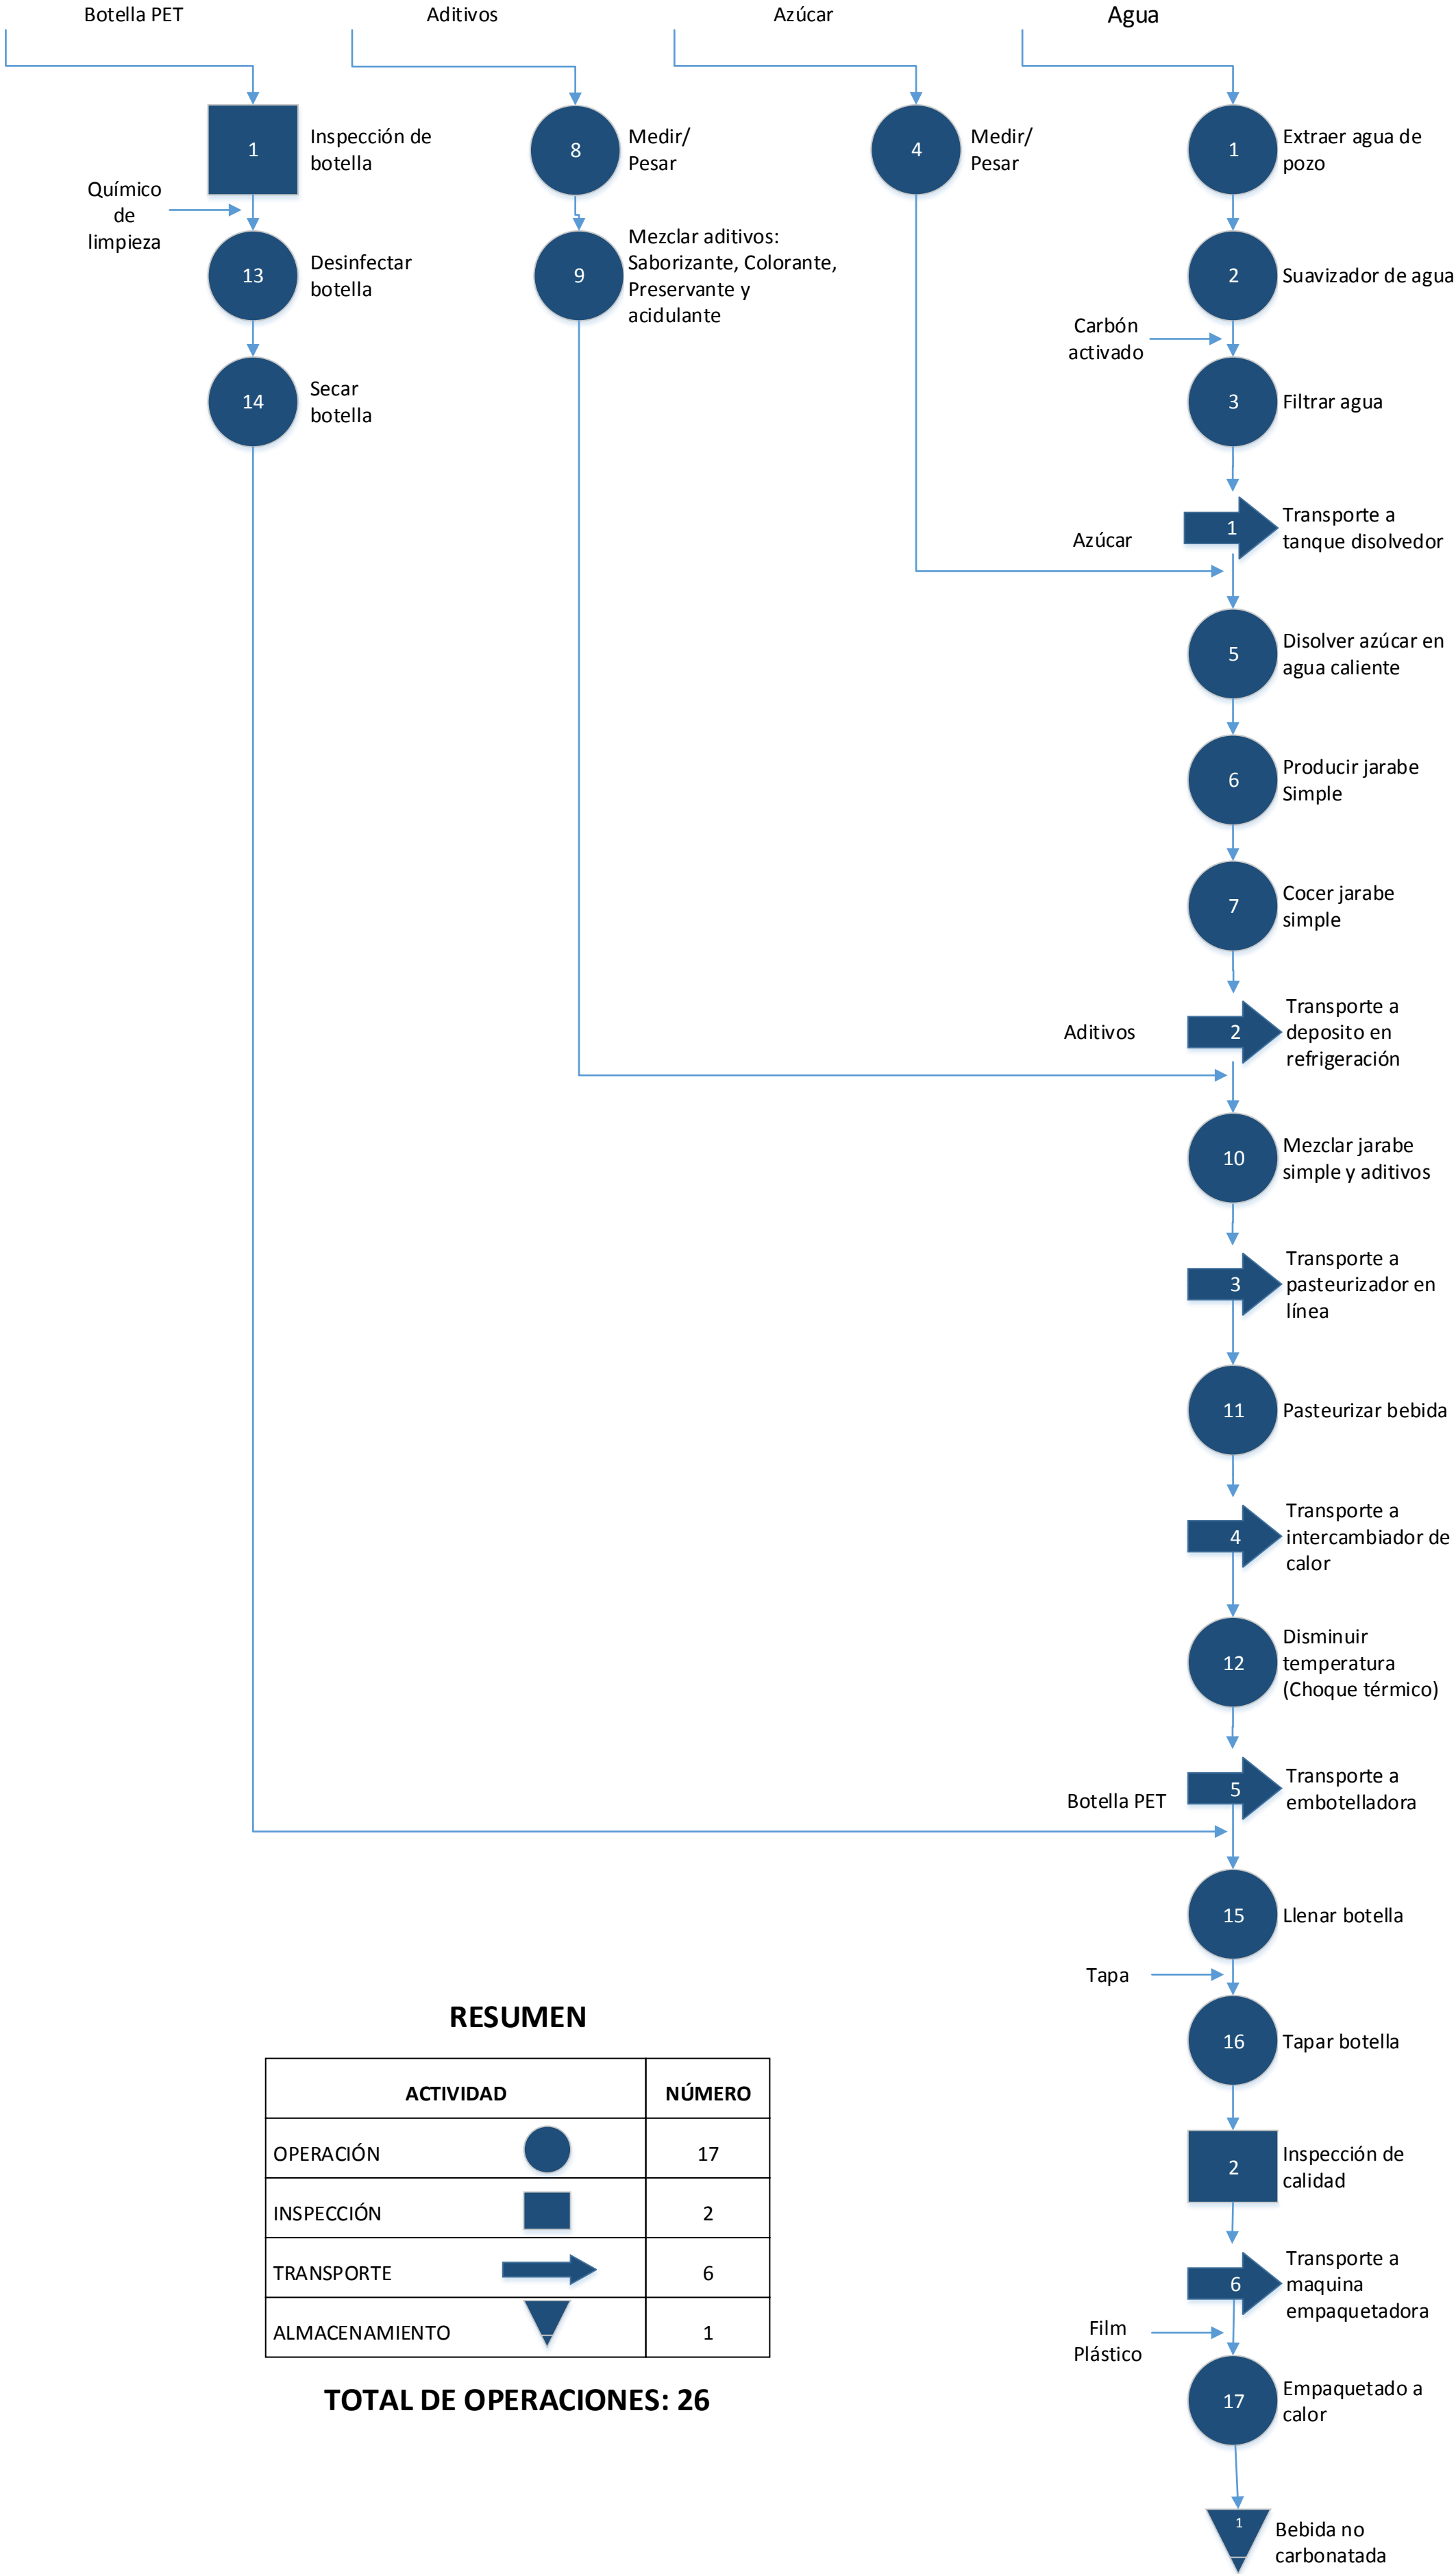 Botella PET
Aditivos
Azúcar
Agua
1
Inspección de
botella
8
Medir/
Pesar
4
Medir/
Pesar
1
Extraer agua de
pozo
Químico
de
limpieza
13
Desinfectar
botella
9
Mezclar aditivos:
Saborizante, Colorante,
Preservante y
acidulante
2
Suavizador de agua
Carbón
activado
14
Secar
botella
3
Filtrar agua
Azúcar
1
Transporte a
tanque disolvedor
5
Disolver azúcar en
agua caliente
6
Producir jarabe
Simple
7
Cocer jarabe
simple
Aditivos
2
Transporte a
deposito en
refrigeración
10
Mezclar jarabe
simple y aditivos
3
Transporte a
pasteurizador en
línea
11
Pasteurizar bebida
4
Transporte a
intercambiador de
calor
12
Disminuir
temperatura
(Choque térmico)
Botella PET
5
Transporte a
embotelladora
15
Llenar botella
Tapa
16
Tapar botella
2
Inspección de
calidad
6
Transporte a
maquina
empaquetadora
Film
Plástico
17
Empaquetado a
calor
1
Bebida no
carbonatada
RESUMEN
ACTIVIDAD NÚMERO
OPERACIÓN 17
INSPECCIÓN 2
TRANSPORTE 6
ALMACENAMIENTO 1
TOTAL DE OPERACIONES: 26